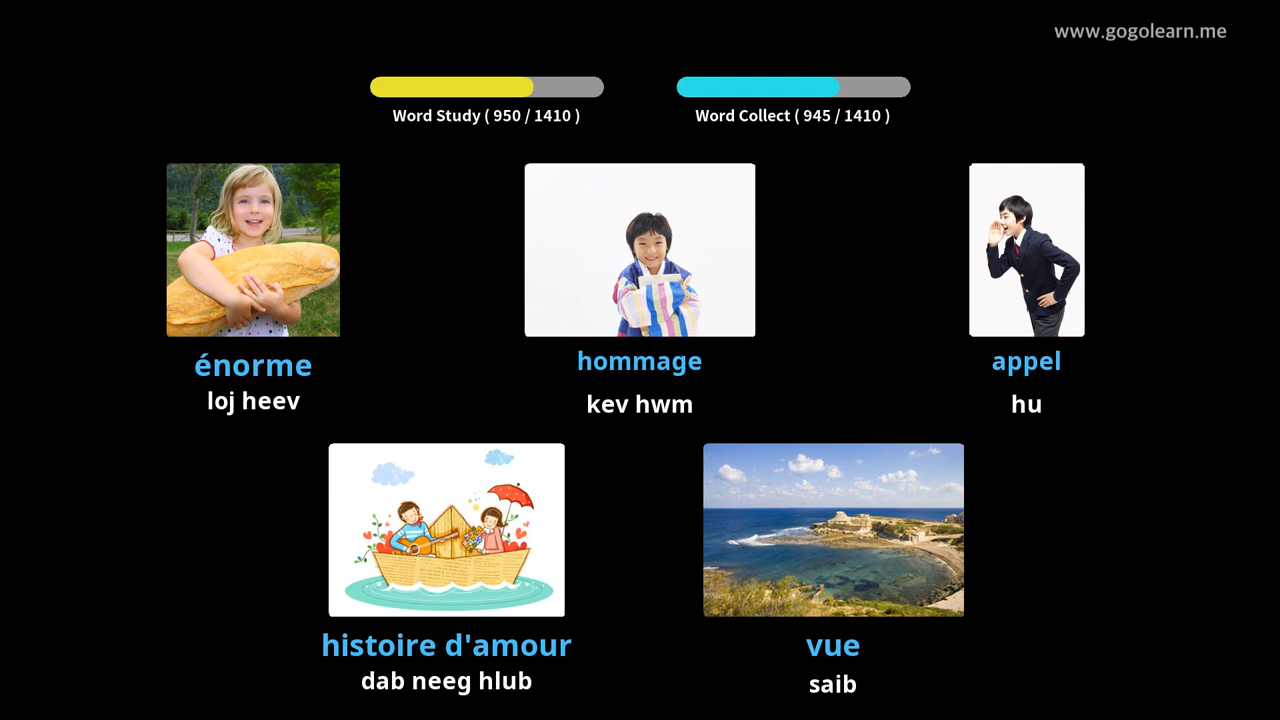 www.gogolearn.me
Word Study ( 950 / 1410 )
Word Collect ( 945 / 1410 )
énorme
loj heev
hommage
kev hwm
appel
hu
histoire d'amour
dab neeg hlub
vue
saib